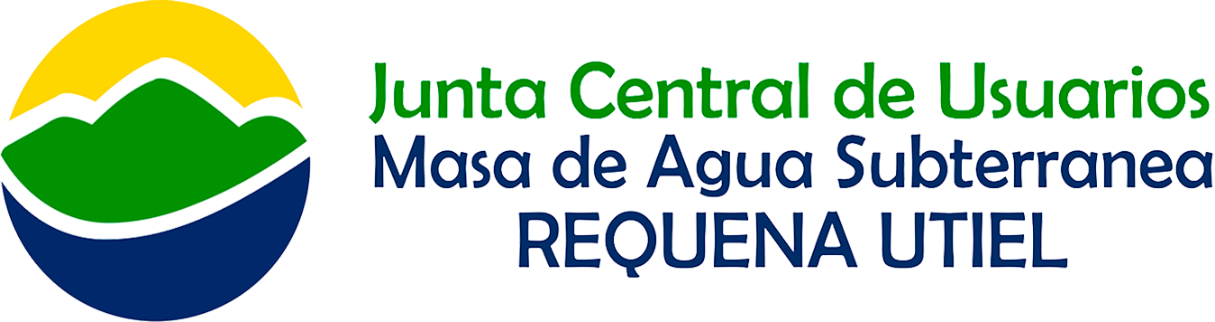 Junta Central de Usuarios
Masa de Agua Subterranea
REQUENA UTIEL